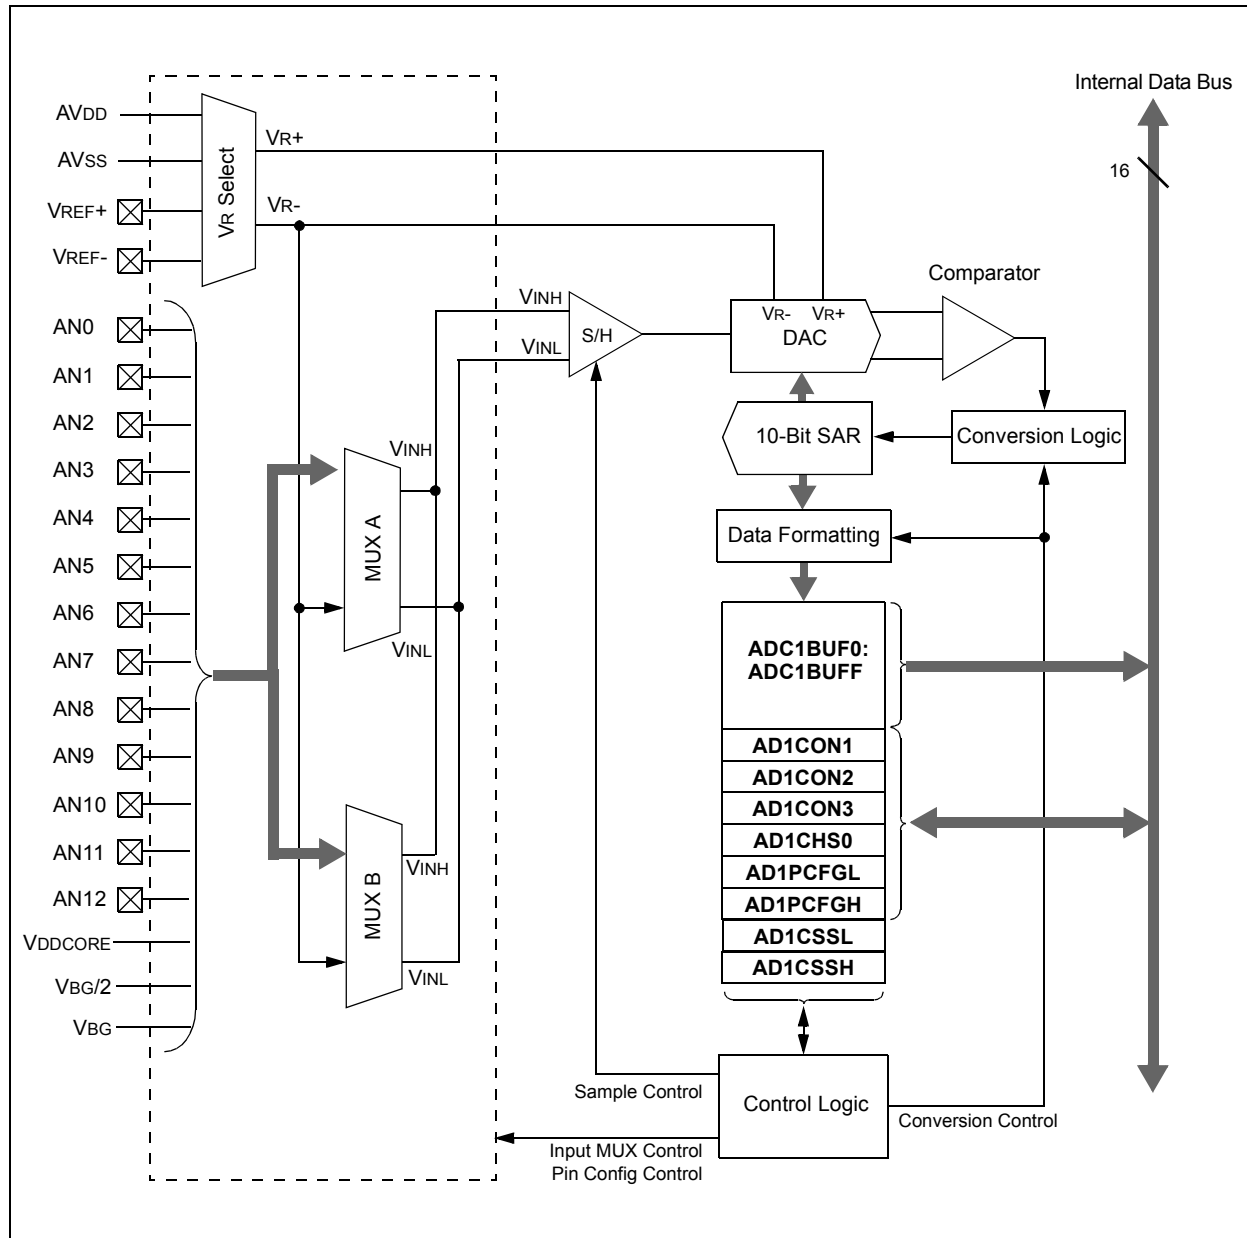 Internal Data Bus
16
AVDD
AVSS
VREF+
VREF-
VR Select
VR+
VR-
AN0
AN1
AN2
AN3
AN4
AN5
AN6
AN7
AN8
AN9
AN10
AN11
AN12
VDDCORE
VBG/2
VBG
MUX A
VINH
VINL
MUX B
VINH
VINL
VINH
VINL
S/H
VR- VR+
DAC
Comparator
10-Bit SAR
Conversion Logic
Data Formatting
ADC1BUF0:
ADC1BUFF
AD1CON1
AD1CON2
AD1CON3
AD1CHS0
AD1PCFGL
AD1PCFGH
AD1CSSL
AD1CSSH
Control Logic
Sample Control
Conversion Control
Input MUX Control
Pin Config Control